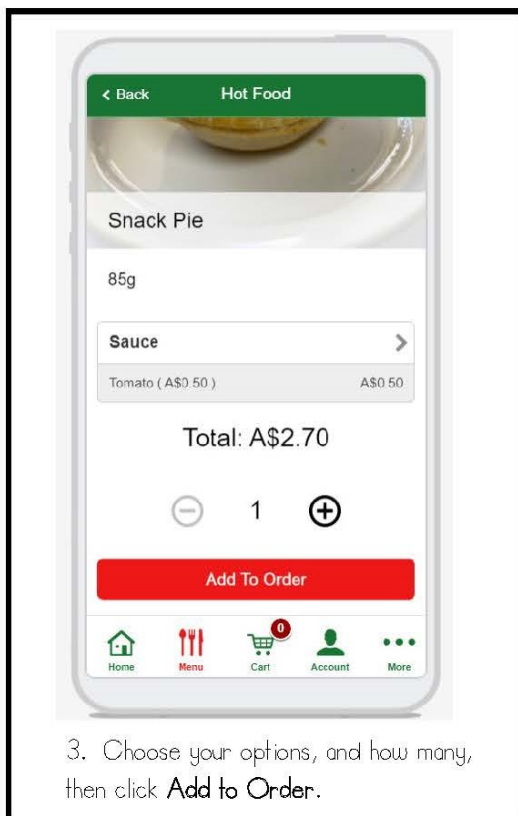 < Back Hot Food
Snack Pie
85g
Sauce
Tomato ( A$0.50 ) A$0.50
Total: A$2.70
1
Add To Order
0
Home Menu Cart Account More
3. Choose your options, and how many,
then click Add to Order.